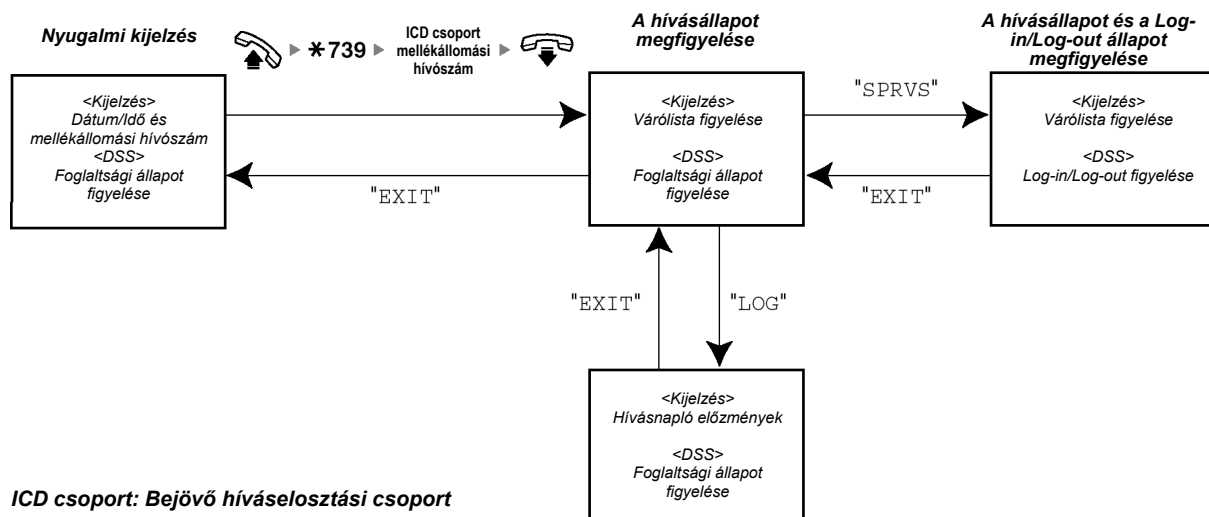 Nyugalmi kijelzés
✱739
ICD csoport
mellékállomási
hívószám
A hívásállapot
megfigyelése
A hívásállapot és a Log-
in/Log-out állapot
megfigyelése
<Kijelzés>
Dátum/Idő és
mellékállomási hívószám
<DSS>
Foglaltsági állapot
figyelése
"EXIT"
<Kijelzés>
Várólista figyelése
<DSS>
Foglaltsági állapot
figyelése
"SPRVS"
"EXIT"
<Kijelzés>
Várólista figyelése
<DSS>
Log-in/Log-out figyelése
"EXIT"
"LOG"
<Kijelzés>
Hívásnapló előzmények
<DSS>
Foglaltsági állapot
figyelése
ICD csoport: Bejövő híváselosztási csoport